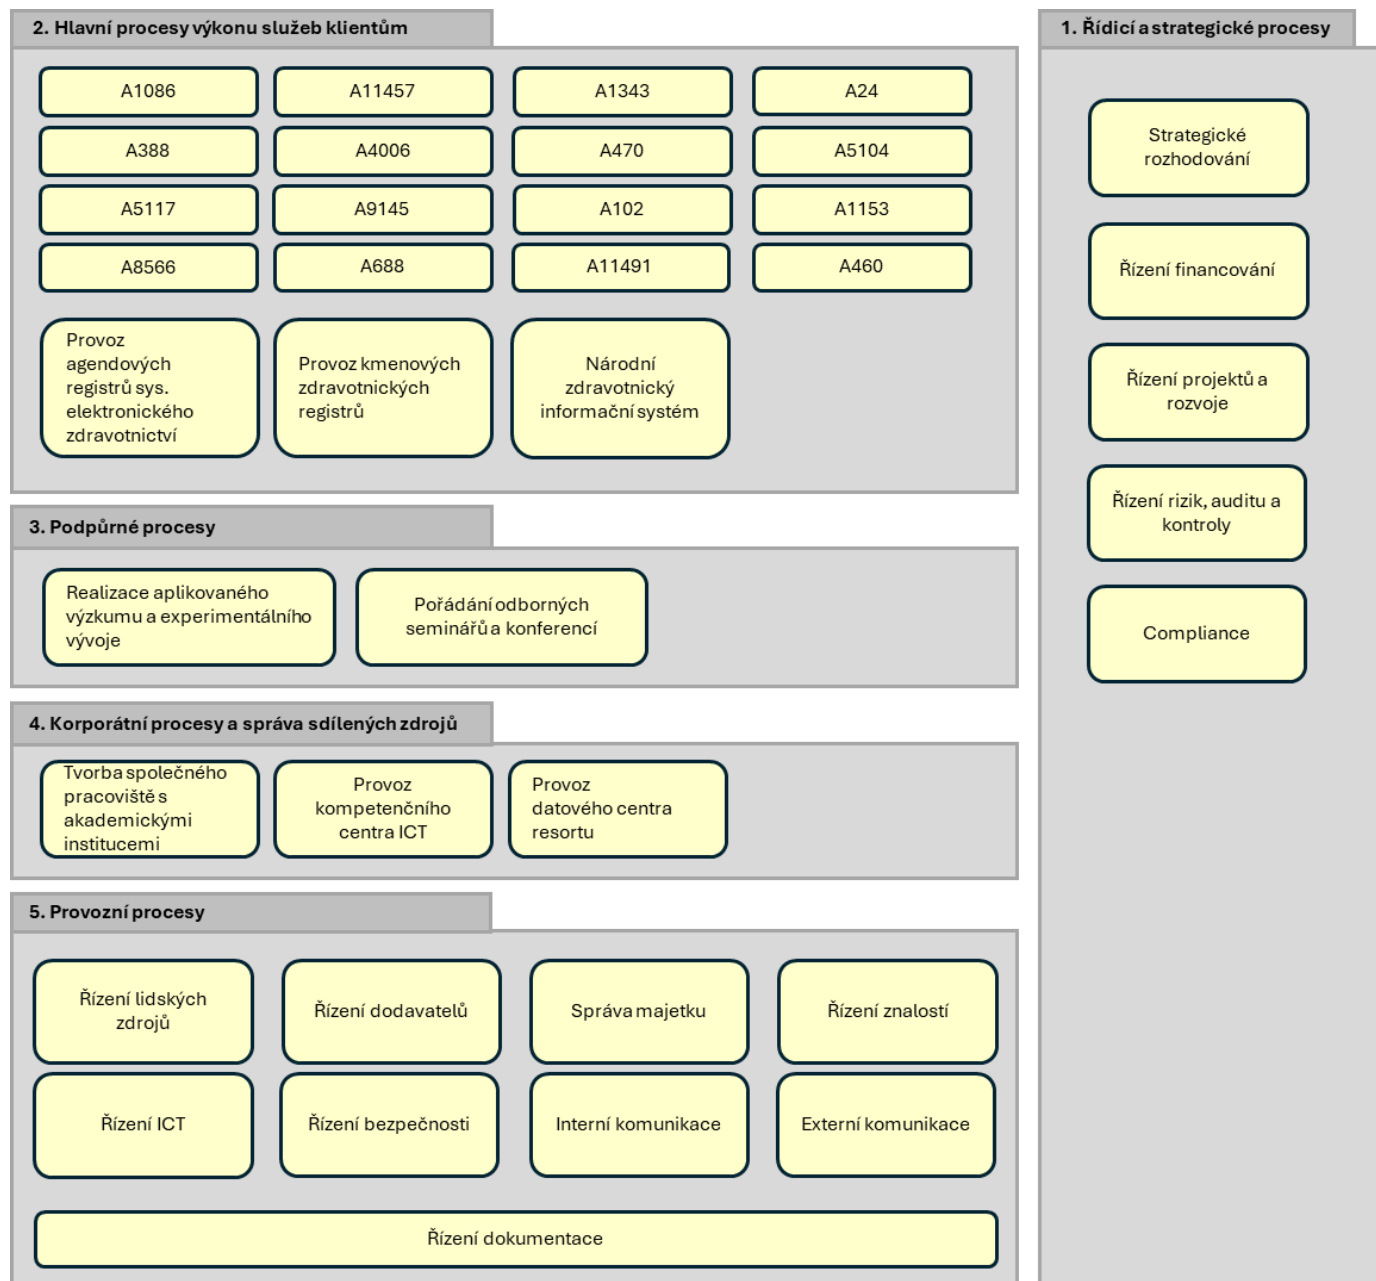 2. Hlavní procesy výkonu služeb klientům
A1086
A11457
A1343
A24
A388
A4006
A470
A5104
A5117
A9145
A102
A1153
A8566
A688
A11491
A460
Provoz
agendových
registrů sys.
elektronického
zdravotnictví
Provoz kmenových
zdravotnických
registrů
Národní
zdravotnický
informační systém
3. Podpůrné procesy
Realizace aplikovaného
výzkumu a experimentálního
vývoje
Pořádání odborných
seminářů a konferencí
4. Korporátní procesy a správa sdílených zdrojů
Tvorba společného
pracoviště s
akademickými
institucemi
Provoz
kompetenčního
centra ICT
Provoz
datového centra
resortu
5. Provozní procesy
Řízení lidských
zdrojů
Řízení dodavatelů
Správa majetku
Řízení znalostí
Řízení ICT
Řízení bezpečnosti
Interní komunikace
Externí komunikace
Řízení dokumentace
1. Řídicí a strategické procesy
Strategické
rozhodování
Řízení financování
Řízení projektů a
rozvoje
Řízení rizik, auditu a
kontroly
Compliance